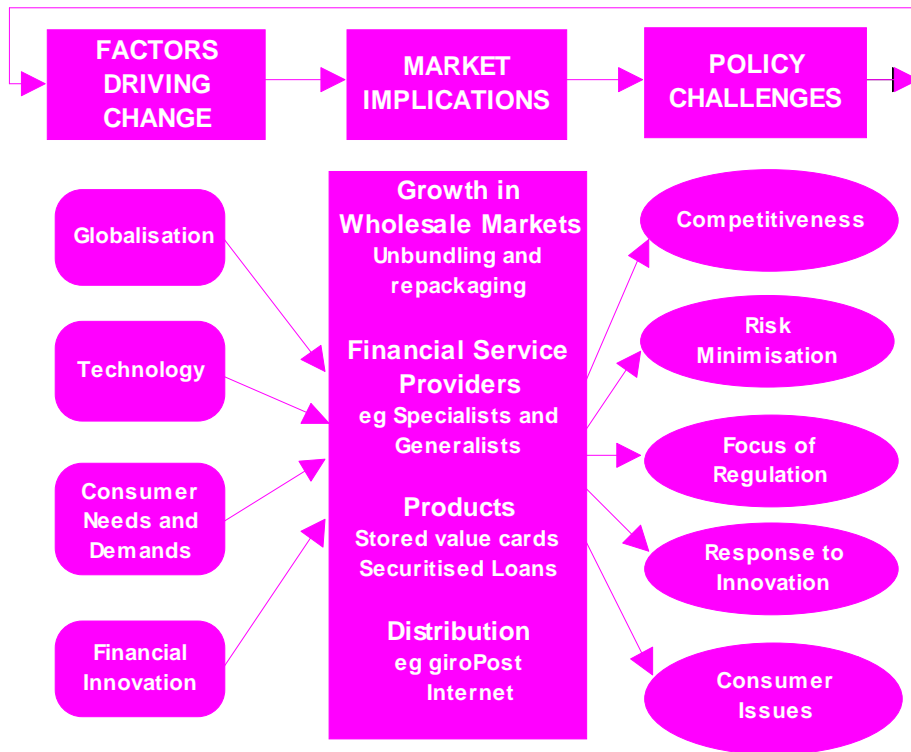 FACTORS
DRIVING
CHANGE
MARKET
IMPLICATIONS
POLICY
CHALLENGES
Globalisation
Technology
Consumer
Needs and
Demands
Financial
Innovation
Growth in
Wholesale Markets
Unbundling and
repackaging
Financial Service
Providers
eg Specialists and
Generalists
Products
Stored value cards
Securitised Loans
Distribution
eg giroPost
Internet
Competitiveness
Risk
Minimisation
Focus of
Regulation
Response to
Innovation
Consumer
Issues